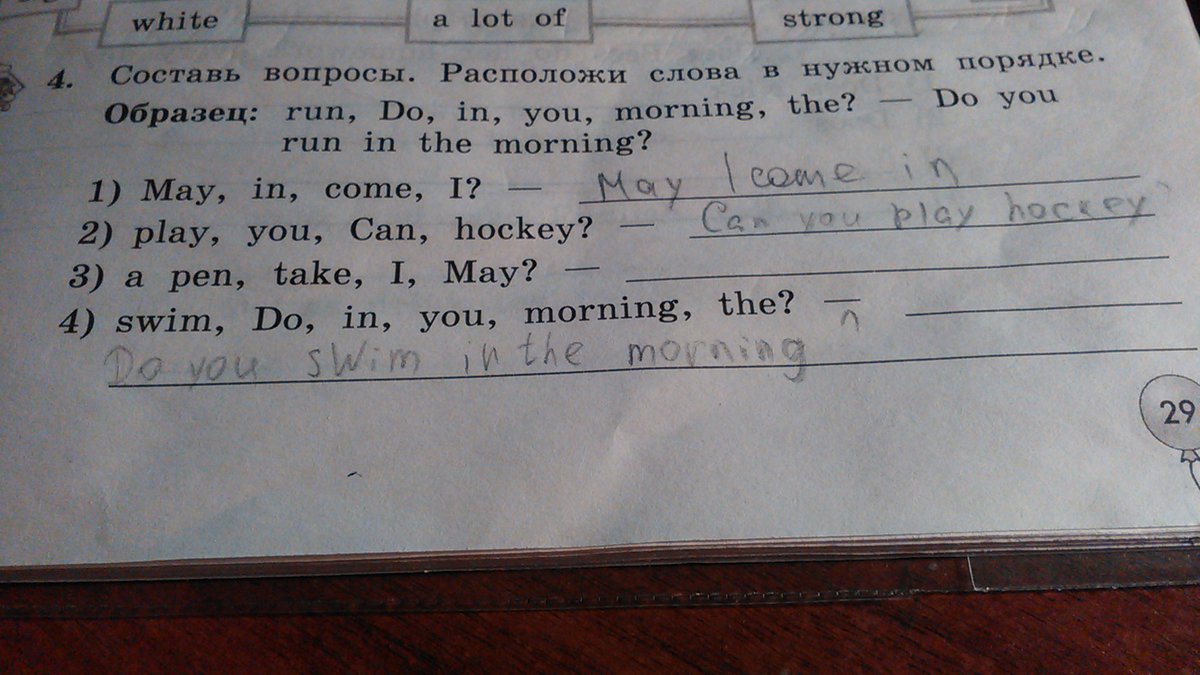 white a lot of strong
4. Составь вопросы. Расположи слова в нужном порядке.
Образец: run, Do, in, you, morning, the? — Do you
run in the morning?
1) May, in, come, I? — May I come in
2) play, you, Can, hockey? — Can you play hockey
3) a pen, take, I, May? —
4) swim, Do, in, you, morning, the? —
Do you swim in the morning
29